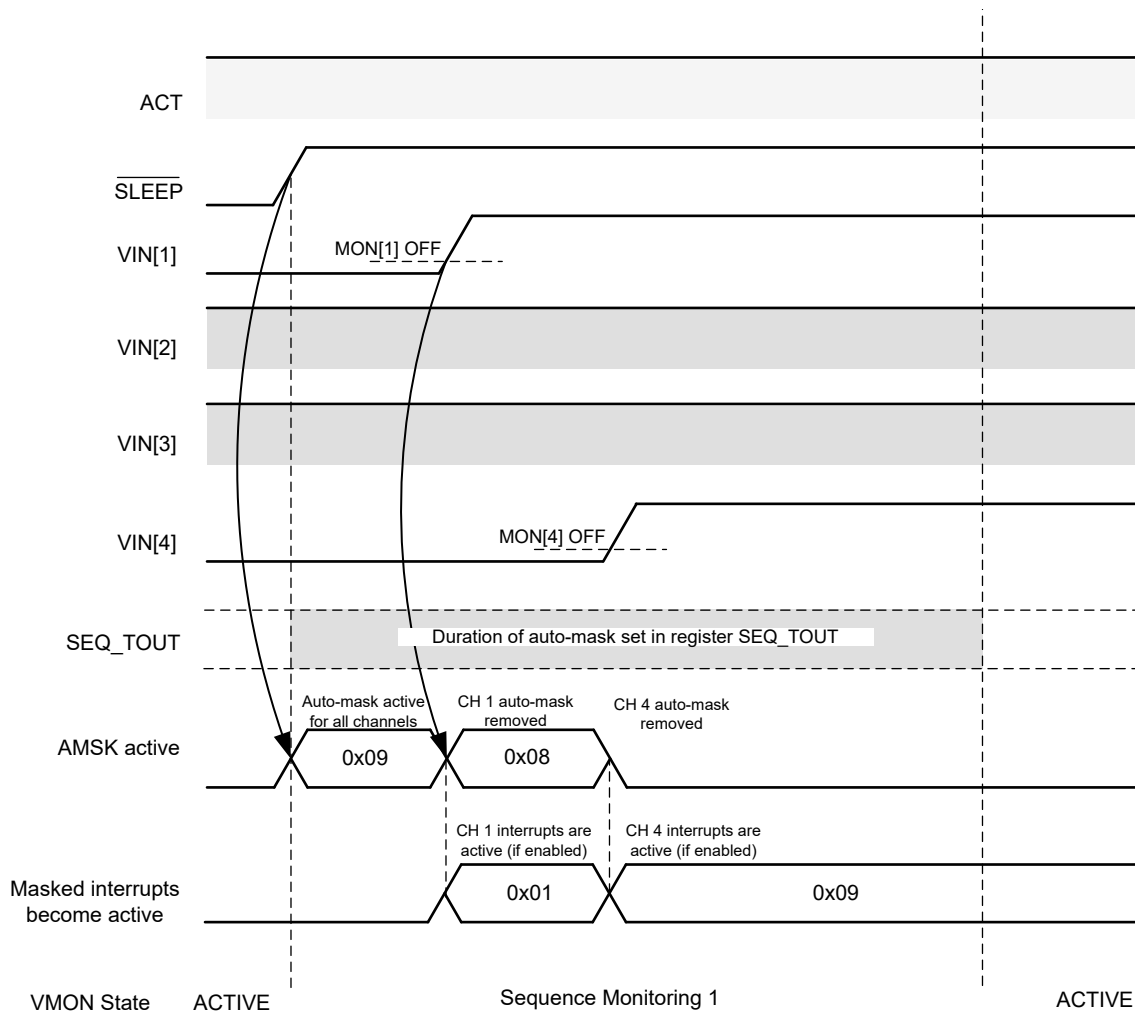 ACT
SLEEP
MON[1] OFF
VIN[1]
VIN[2]
VIN[3]
MON[4] OFF
VIN[4]
SEQ_TOUT
Duration of auto-mask set in register SEQ_TOUT
Auto-mask active
for all channels
CH 1 auto-mask
removed
CH 4 auto-mask
removed
AMSK active
0x09
0x08
CH 1 interrupts are
active (if enabled)
CH 4 interrupts are
active (if enabled)
Masked interrupts
become active
0x01
0x09
VMON State
ACTIVE
Sequence Monitoring 1
ACTIVE